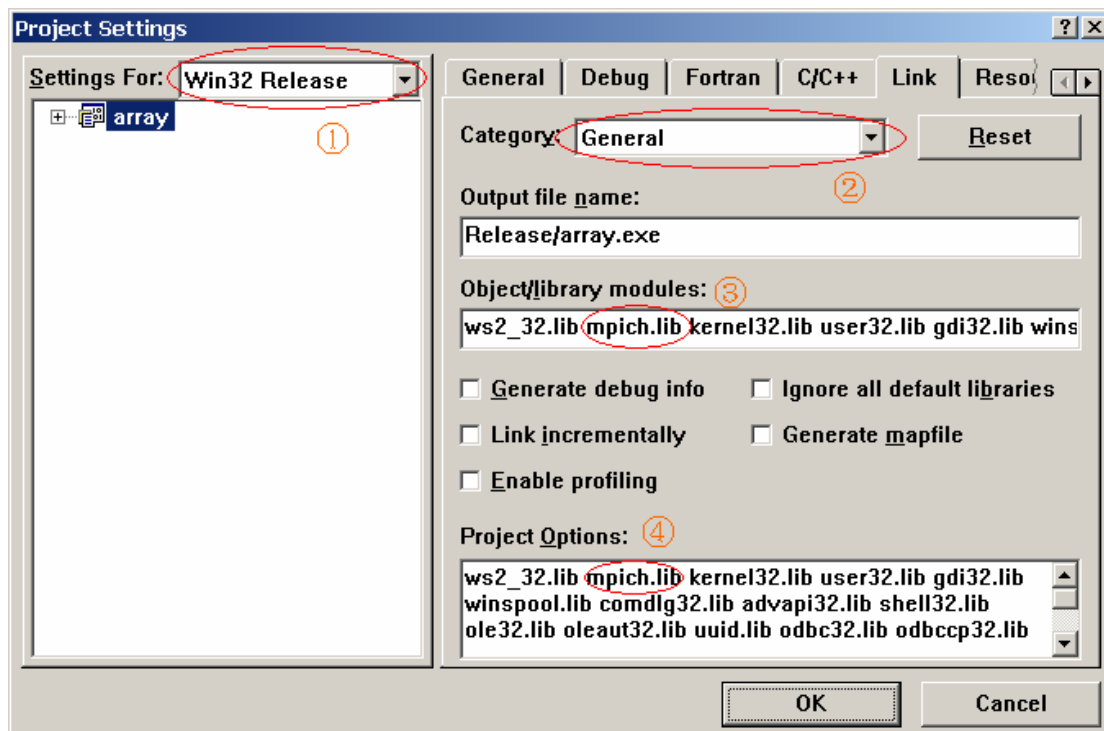 Project Settings
Settings For: Win32 Release
array
①
General Debug Fortran C/C++ Link
Category: General Reset
②
Output file name:
Release/array.exe
Object/library modules: ③
ws2_32.lib mpich.lib kernel32.lib user32.lib gdi32.lib wins
Generate debug info Ignore all default libraries
Link incrementally Generate mapfile
Enable profiling
Project Options: ④
ws2_32.lib mpich.lib kernel32.lib user32.lib gdi32.lib
winspool.lib comdlg32.lib advapi32.lib shell32.lib
ole32.lib oleaut32.lib uuid.lib odbc32.lib odbccp32.lib
OK Cancel